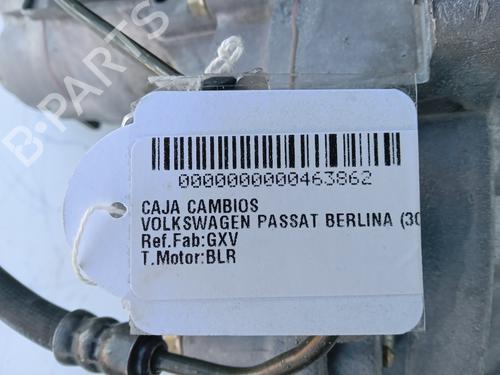 B-PARTS
0000000000463862
CAJA CAMBIOS
VOLKSWAGEN PASSAT BERLINA (3C
Ref.Fab:GXV
T.Motor:BLR